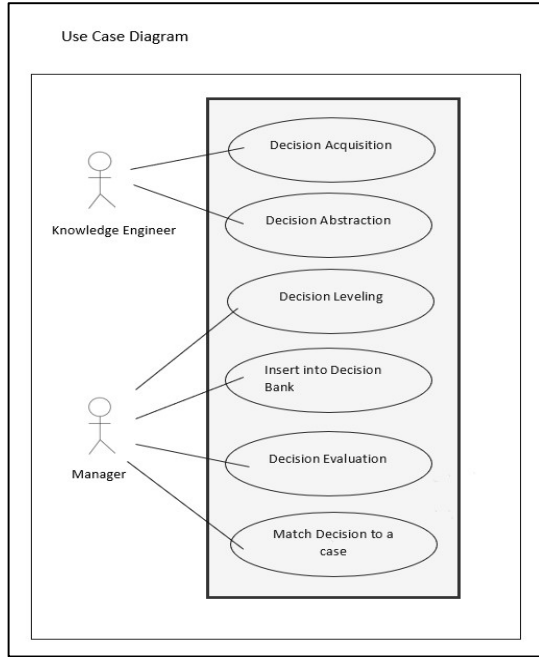 Use Case Diagram
Decision Acquisition
Knowledge Engineer
Decision Abstraction
Decision Leveling
Insert into Decision
Bank
Manager
Decision Evaluation
Match Decision to a
case